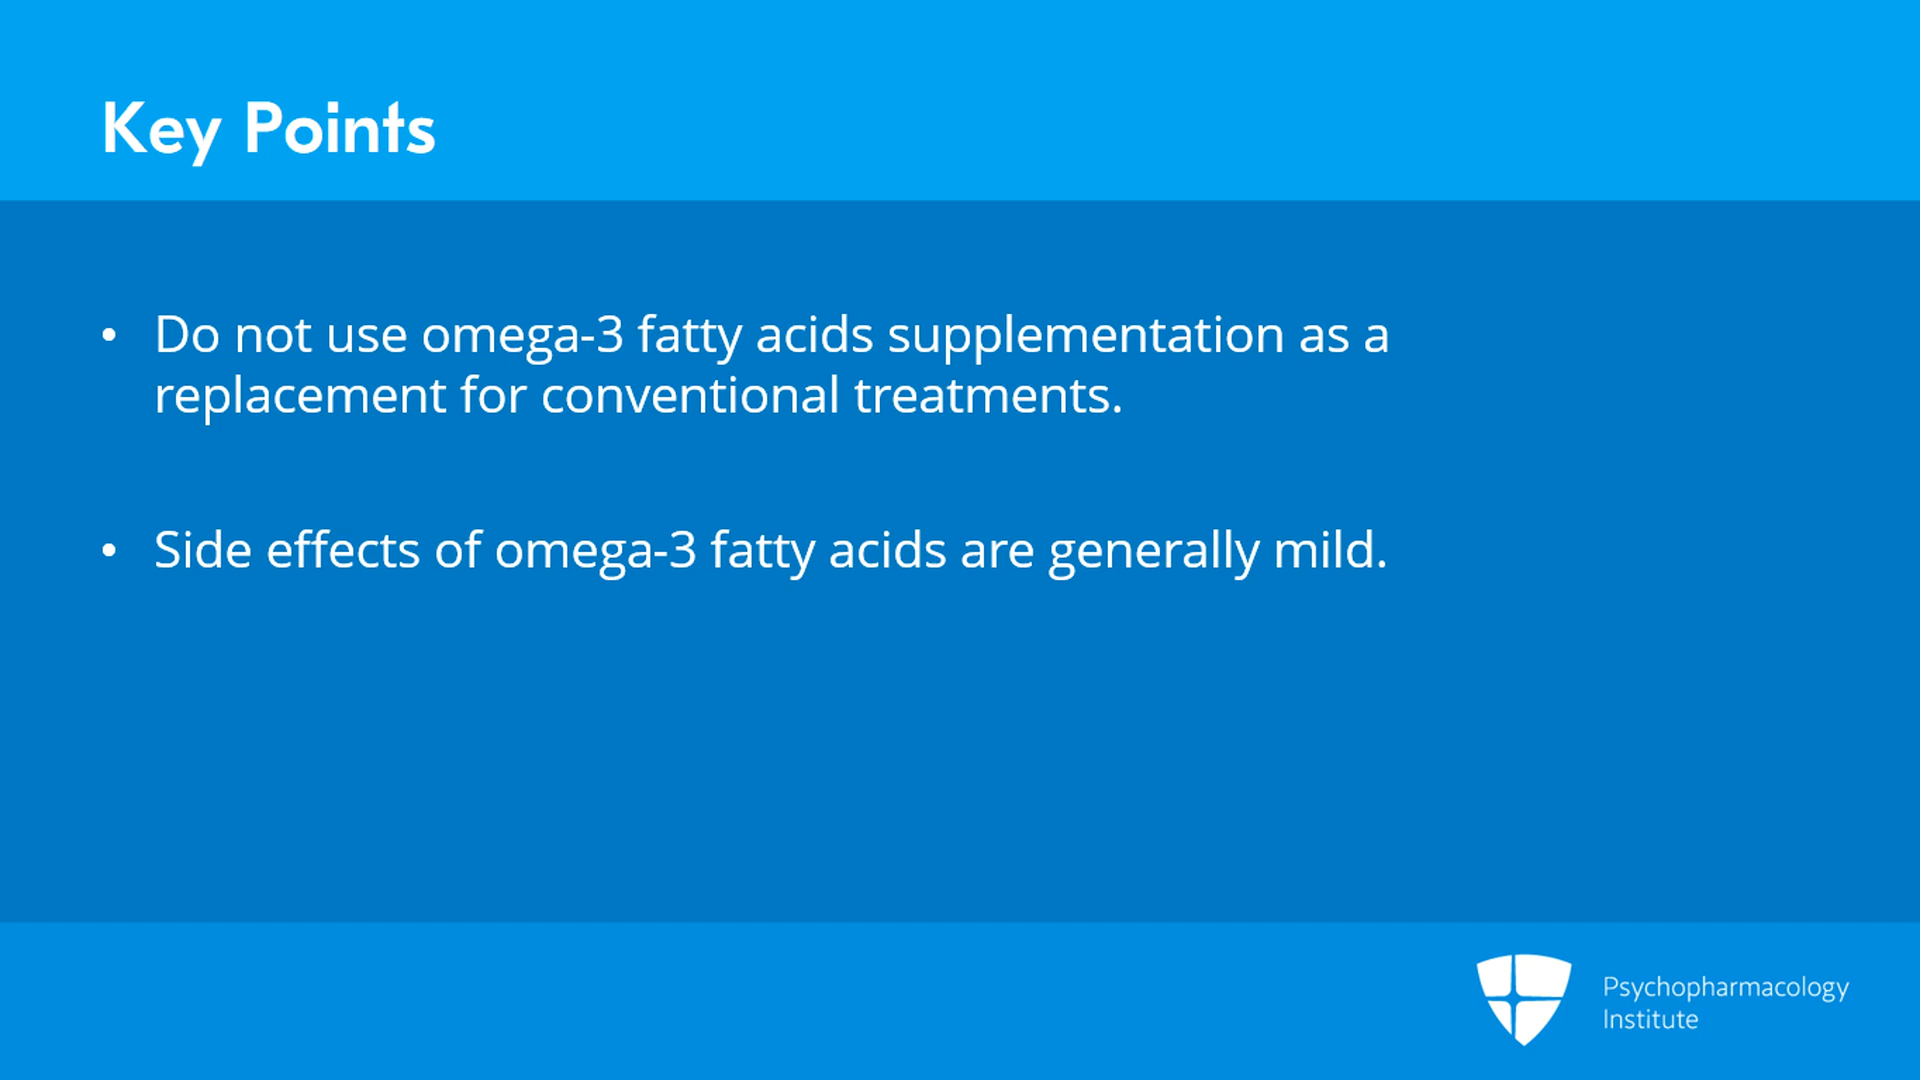 Key Points
• Do not use omega-3 fatty acids supplementation as a
replacement for conventional treatments.
• Side effects of omega-3 fatty acids are generally mild.
Psychopharmacology
Institute